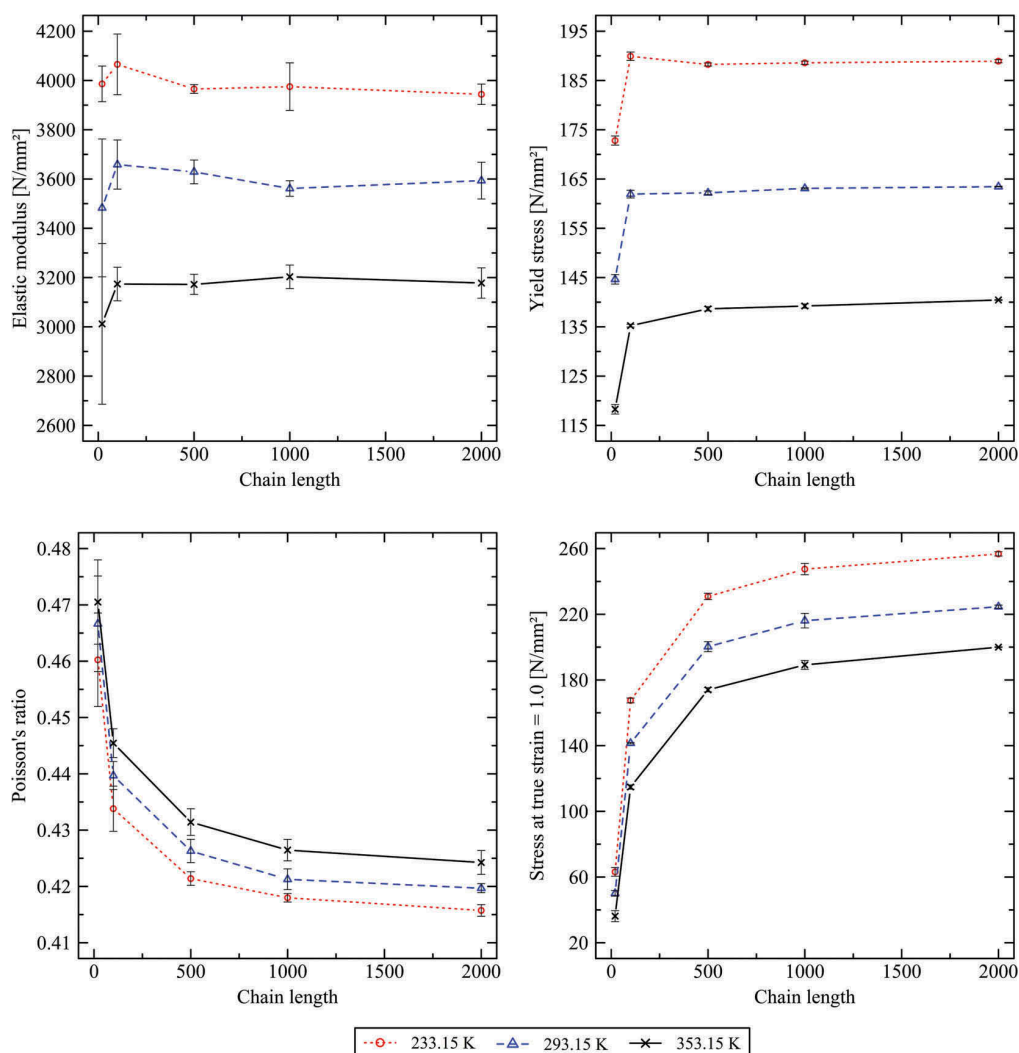 4200
4000
3800
3600
3400
3200
3000
2800
2600
Elastic modulus [N/mm²]
0 500 1000 1500 2000
Chain length
195
185
175
165
155
145
135
125
115
Yield stress [N/mm²]
0 500 1000 1500 2000
Chain length
0.48
0.47
0.46
0.45
0.44
0.43
0.42
0.41
Poisson's ratio
0 500 1000 1500 2000
Chain length
260
220
180
140
100
60
20
Stress at true strain = 1.0 [N/mm²]
0 500 1000 1500 2000
Chain length
233.15 K 293.15 K 353.15 K